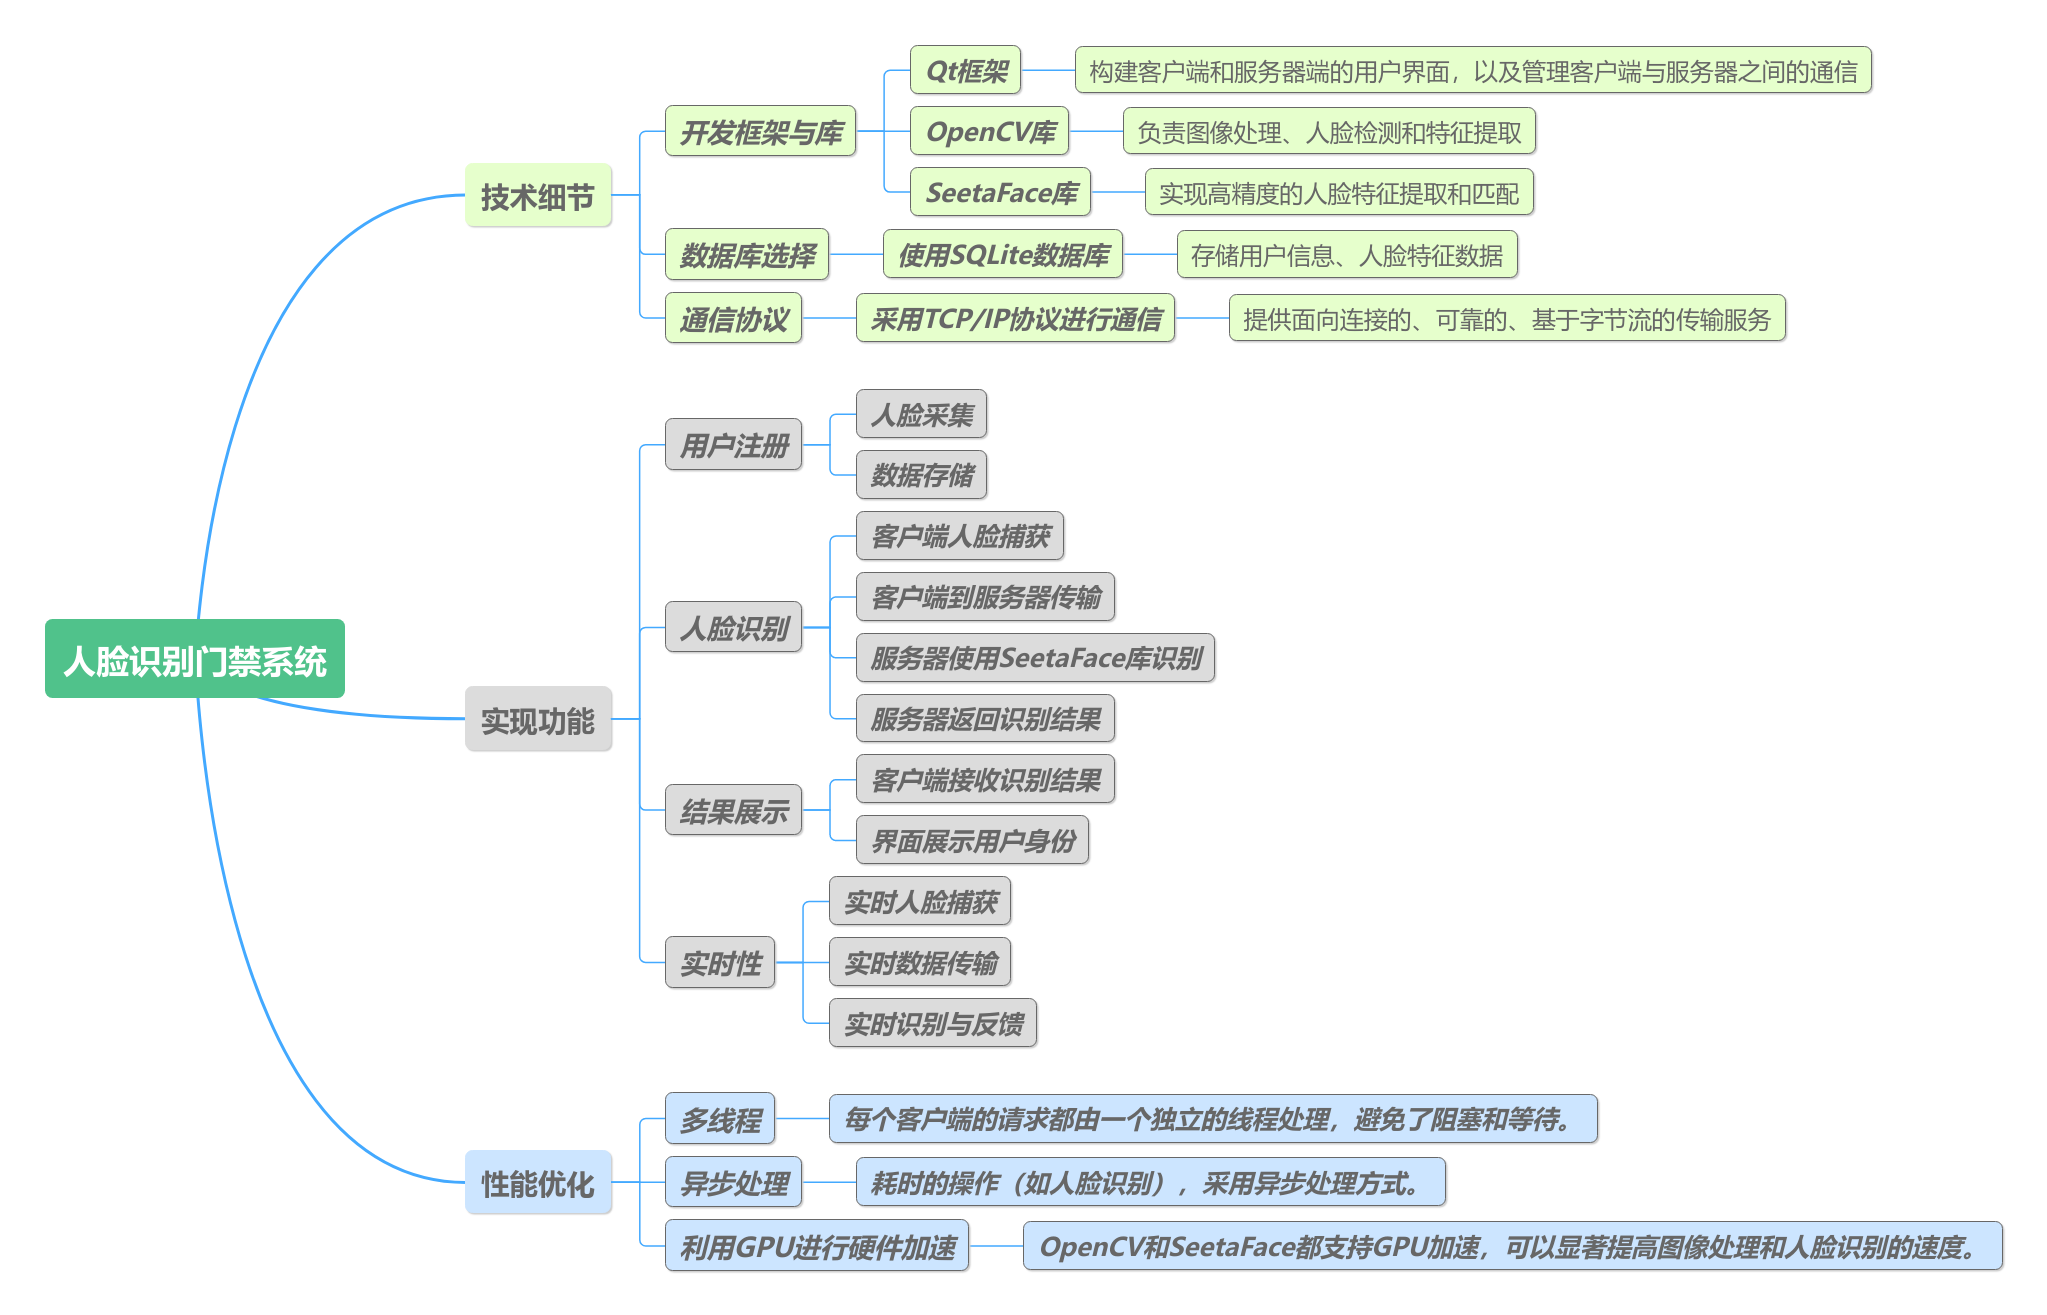 人脸识别门禁系统
技术细节
开发框架与库
Qt框架
构建客户端和服务器端的用户界面，以及管理客户端与服务器之间的通信
OpenCV库
负责图像处理、人脸检测和特征提取
SeetaFace库
实现高精度的人脸特征提取和匹配
数据库选择
使用SQLite数据库
存储用户信息、人脸特征数据
通信协议
采用TCP/IP协议进行通信
提供面向连接的、可靠的、基于字节流的传输服务
实现功能
用户注册
人脸采集
数据存储
人脸识别
客户端人脸捕获
客户端到服务器传输
服务器使用SeetaFace库识别
服务器返回识别结果
结果展示
客户端接收识别结果
界面展示用户身份
实时性
实时人脸捕获
实时数据传输
实时识别与反馈
性能优化
多线程
每个客户端的请求都由一个独立的线程处理，避免了阻塞和等待。
异步处理
耗时的操作（如人脸识别），采用异步处理方式。
利用GPU进行硬件加速
OpenCV和SeetaFace都支持GPU加速，可以显著提高图像处理和人脸识别的速度。